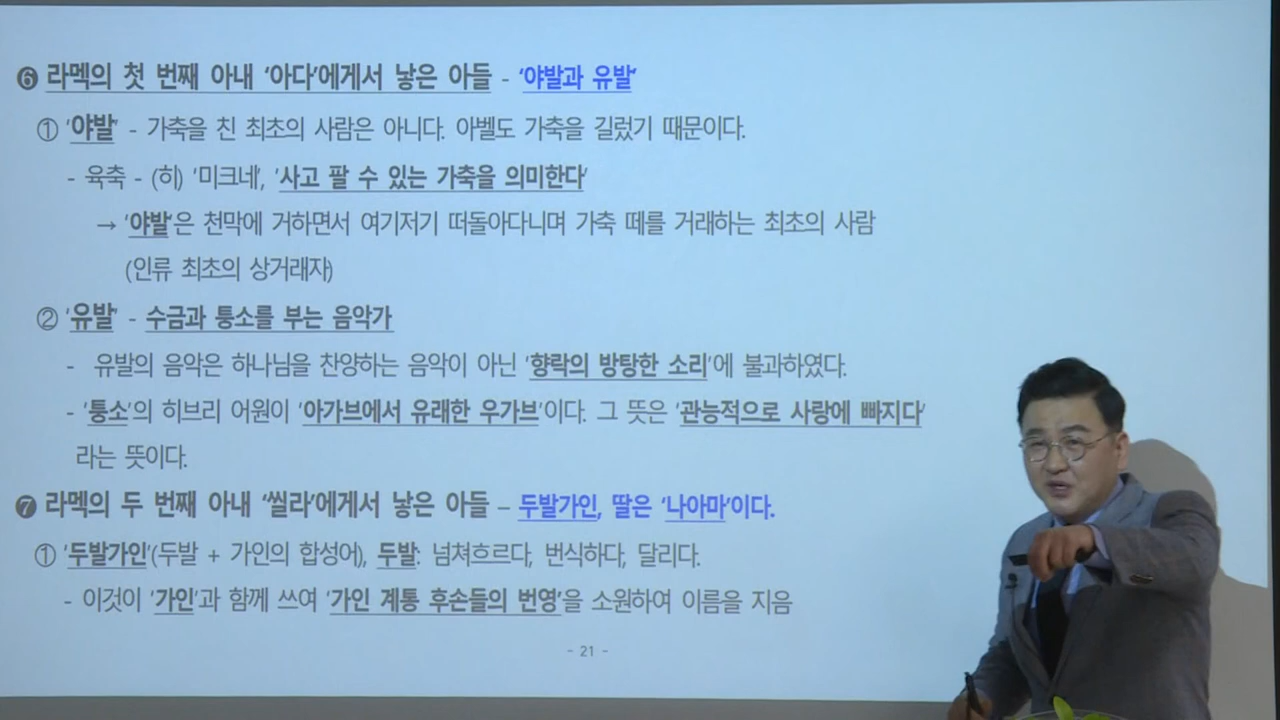 ❻ 라멕의 첫 번째 아내 '아다'에게서 낳은 아들 - '야발과 유발'
① '야발' - 가축을 친 최초의 사람은 아니다. 아벨도 가축을 길렀기 때문이다.
- 육축 - (히) '미크네', '사고 팔 수 있는 가축을 의미한다'
→ '야발'은 천막에 거하면서 여기저기 떠돌아다니며 가축 떼를 거래하는 최초의 사람
(인류 최초의 상거래자)
② '유발' - 수금과 퉁소를 부는 음악가
- 유발의 음악은 하나님을 찬양하는 음악이 아닌 '향락의 방탕한 소리'에 불과하였다.
- '퉁소'의 히브리 어원이 '아가브에서 유래한 우가브'이다. 그 뜻은 '관능적으로 사랑에 빠지다'
라는 뜻이다.
❼ 라멕의 두 번째 아내 '씰라'에게서 낳은 아들 – 두발가인, 딸은 '나아마'이다.
① '두발가인'(두발 + 가인의 합성어), 두발: 넘쳐흐르다, 번식하다, 달리다.
- 이것이 '가인'과 함께 쓰여 '가인 계통 후손들의 번영'을 소원하여 이름을 지음
- 21 -